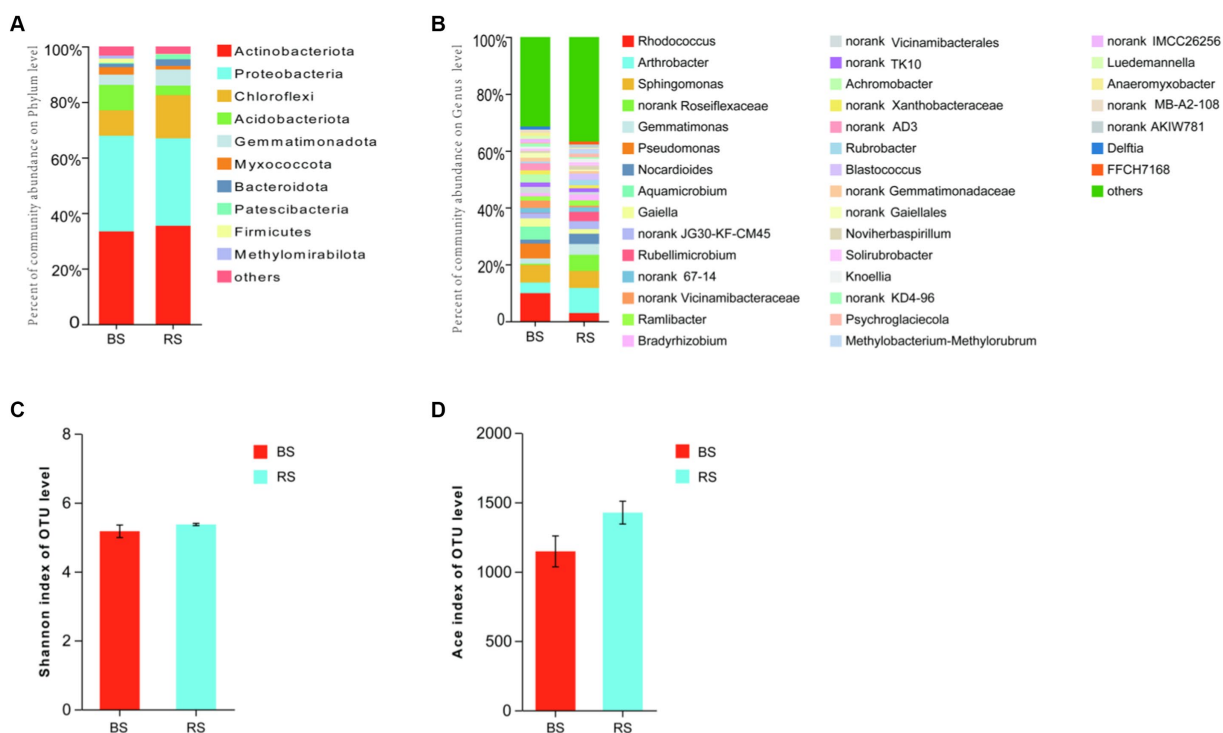 A
Percent of community abundance on Phylum level
100%
80%
60%
40%
20%
0
BS
RS
Actinobacteriota
Proteobacteria
Chloroflexi
Acidobacteriota
Gemmatimonadota
Myxococcota
Bacteroidota
Patescibacteria
Firmicutes
Methylomirabilota
others
B
Percent of community abundance on Genus level
100%
80%
60%
40%
20%
0
BS
RS
Rhodococcus
Arthrobacter
Sphingomonas
norank Roseiflexaceae
Gemmatimonas
Pseudomonas
Nocardioides
Aquamicrobium
Gaiella
norank JG30-KF-CM45
Rubellimicrobium
norank 67-14
norank Vicinamibacteraceae
Ramlibacter
Bradyrhizobium
norank Vicinamibacterales
norank TK10
Achromobacter
norank Xanthobacteraceae
norank AD3
Rubrobacter
Blastococcus
norank Gemmatimonadaceae
norank Gaiellales
Noviherbaspirillum
Solirubrobacter
Knoellia
norank KD4-96
Psychroglaciecola
Methylobacterium-Methylorubrum
norank IMCC26256
Luedemannella
Anaeromyxobacter
norank MB-A2-108
norank AKIW781
Delftia
FFCH7168
others
C
Shannon index of OTU level
8
6
4
2
0
BS
RS
BS
RS
D
Ace index of OTU level
2000
1500
1000
500
0
BS
RS
BS
RS